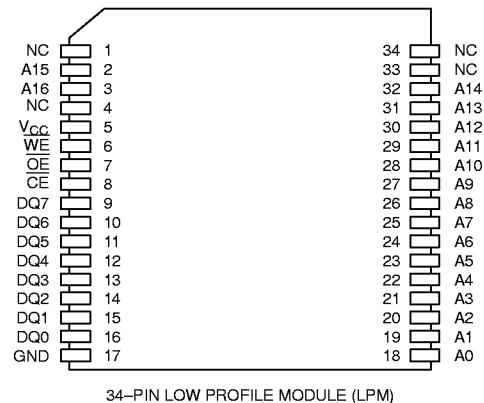 NC 1 34 NC
A15 2 33 NC
A16 3 32 A14
NC 4 31 A13
VCC 5 30 A12
WE 6 29 A11
OE 7 28 A10
CE 8 27 A9
DQ7 9 26 A8
DQ6 10 25 A7
DQ5 11 24 A6
DQ4 12 23 A5
DQ3 13 22 A4
DQ2 14 21 A3
DQ1 15 20 A2
DQ0 16 19 A1
GND 17 18 A0
34–PIN LOW PROFILE MODULE (LPM)